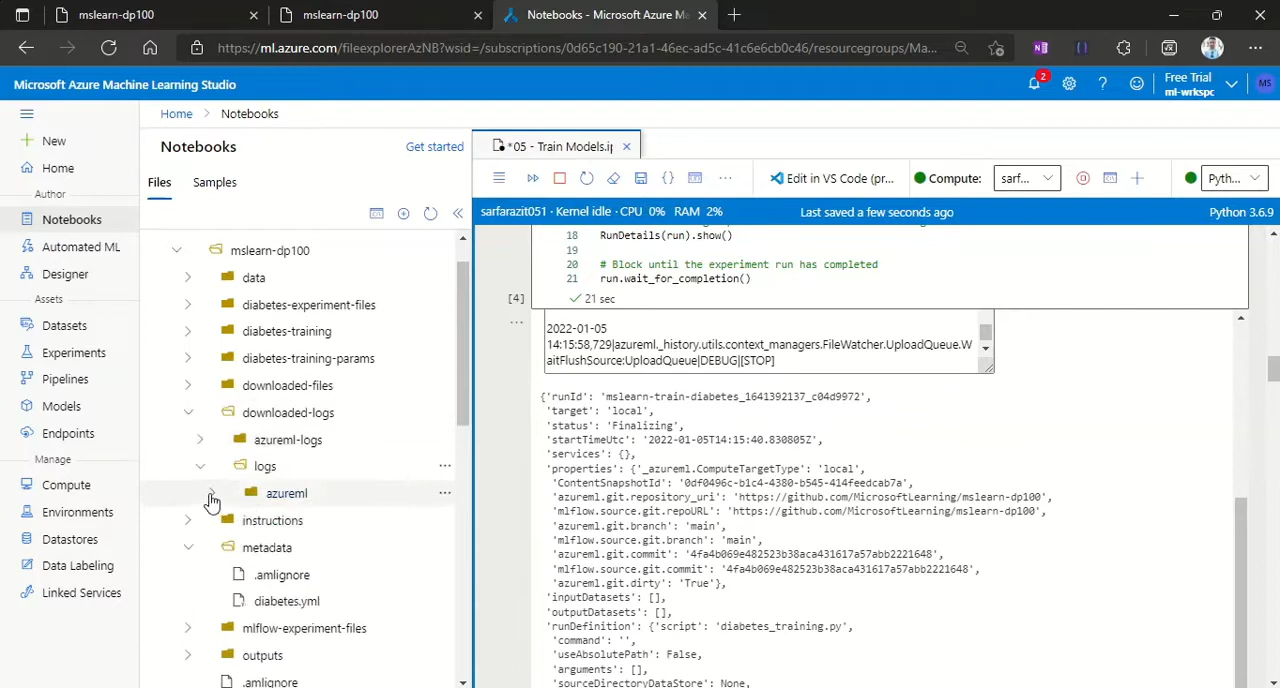 mslearn-dp100
mslearn-dp100
Notebooks - Microsoft Azure Ma
https://ml.azure.com/fileexplorerAzNB?wsid=/subscriptions/0d65c190-21a1-46ec-ad5c-41c6e6cb0c46/resourcegroups/Ma...
Microsoft Azure Machine Learning Studio
2
Free Trial
ml-wrkspc
MS
New
Home
Author
Notebooks
Automated ML
Designer
Assets
Datasets
Experiments
Pipelines
Models
Endpoints
Manage
Compute
Environments
Datastores
Data Labeling
Linked Services
Home > Notebooks
Notebooks
Get started
Files
Samples
mslearn-dp100
data
diabetes-experiment-files
diabetes-training
diabetes-training-params
downloaded-files
downloaded-logs
azureml-logs
logs
azureml
instructions
metadata
.amlignore
diabetes.yml
mlflow-experiment-files
outputs
.amlignore
*05 - Train Models.ip
Edit in VS Code (pr...
Compute:
sarf...
Pyth...
sarfarazit051 · Kernel idle · CPU 0% RAM 2%
Last saved a few seconds ago
Python 3.6.9
18 RunDetails(run).show()
19
20 # Block until the experiment run has completed
21 run.wait_for_completion()
[4]
21 sec
2022-01-05
14:15:58,729|azureml._history.utils.context_managers.FileWatcher.UploadQueue.W
aitFlushSource:UploadQueue|DEBUG|[STOP]
{'runId': 'mslearn-train-diabetes_1641392137_c04d9972',
'target': 'local',
'status': 'Finalizing',
'startTimeUtc': '2022-01-05T14:15:40.830805Z',
'services': {},
'properties': {'_azureml.ComputeTargetType': 'local',
'ContentSnapshotId': '0df0496c-b1c4-4380-b545-414feedcab7a',
'azureml.git.repository_uri': 'https://github.com/MicrosoftLearning/mslearn-dp100',
'mlflow.source.git.repoURL': 'https://github.com/MicrosoftLearning/mslearn-dp100',
'azureml.git.branch': 'main',
'mlflow.source.git.branch': 'main',
'azureml.git.commit': '4fa4b069e482523b38aca431617a57abb2221648',
'mlflow.source.git.commit': '4fa4b069e482523b38aca431617a57abb2221648',
'azureml.git.dirty': 'True'},
'inputDatasets': [],
'outputDatasets': [],
'runDefinition': {'script': 'diabetes_training.py',
'command': '',
'useAbsolutePath': False,
'arguments': [],
'sourceDirectoryDataStore': None,